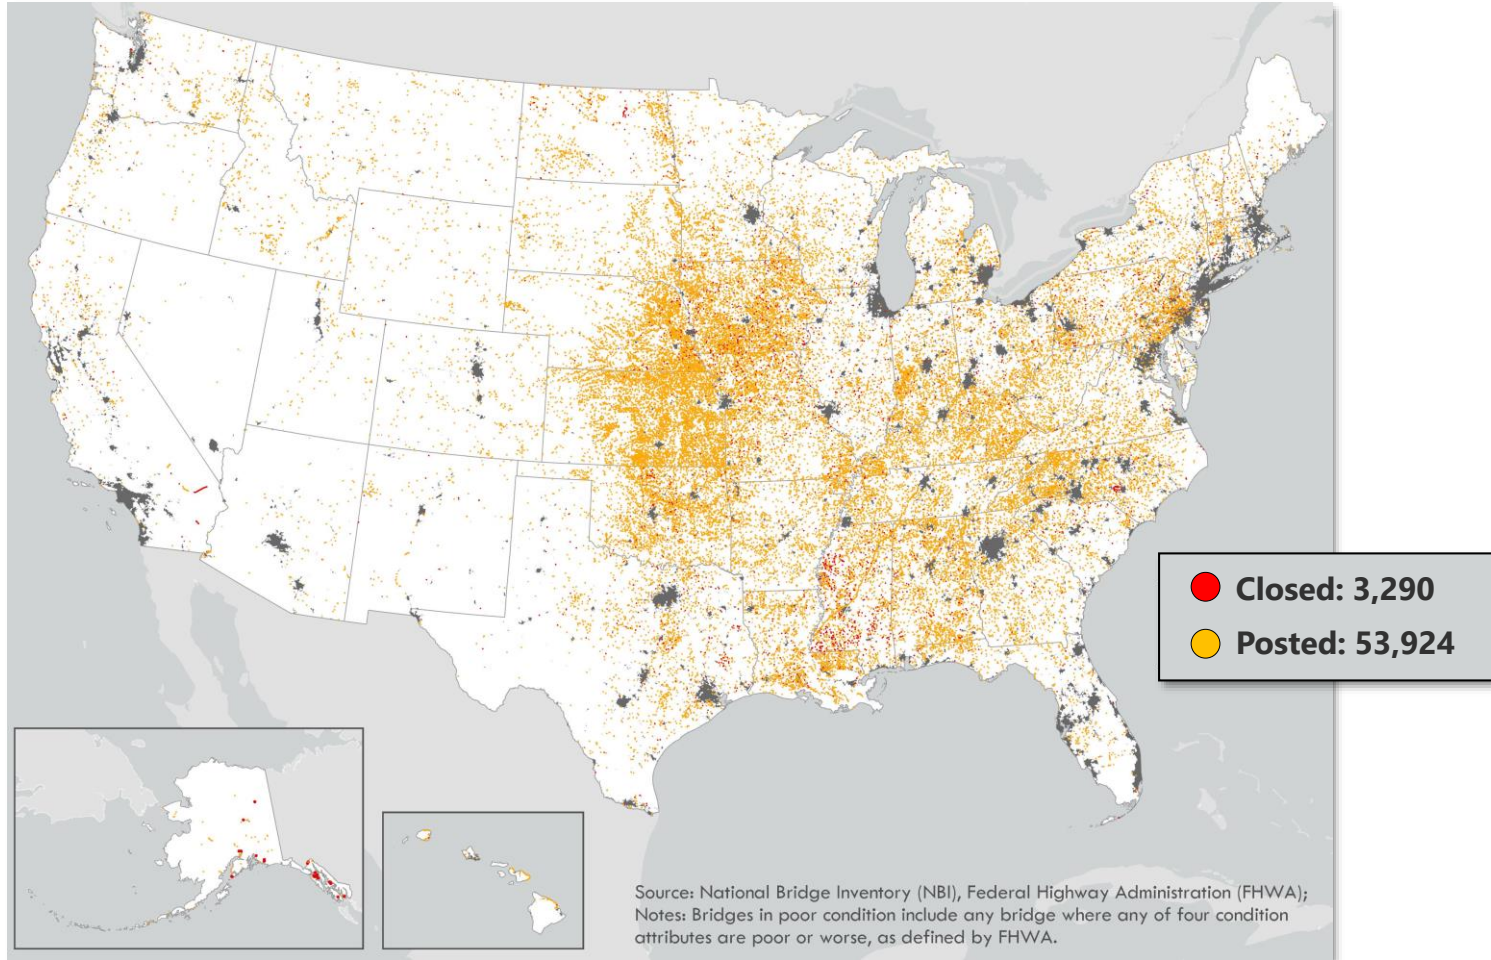 Closed: 3,290
Posted: 53,924
Source: National Bridge Inventory (NBI), Federal Highway Administration (FHWA);
Notes: Bridges in poor condition include any bridge where any of four condition
attributes are poor or worse, as defined by FHWA.